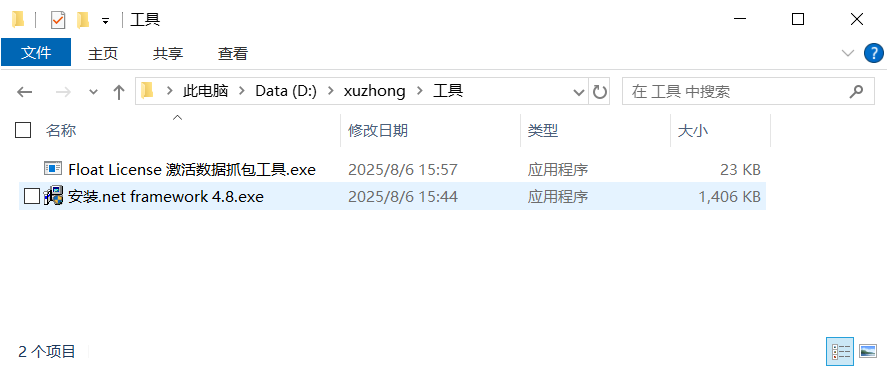 工具
文件 主页 共享 查看
此电脑 Data (D:) xuzhong 工具 在 工具 中搜索
名称 修改日期 类型 大小
Float License 激活数据抓包工具.exe 2025/8/6 15:57 应用程序 23 KB
安装.net framework 4.8.exe 2025/8/6 15:44 应用程序 1,406 KB
2 个项目